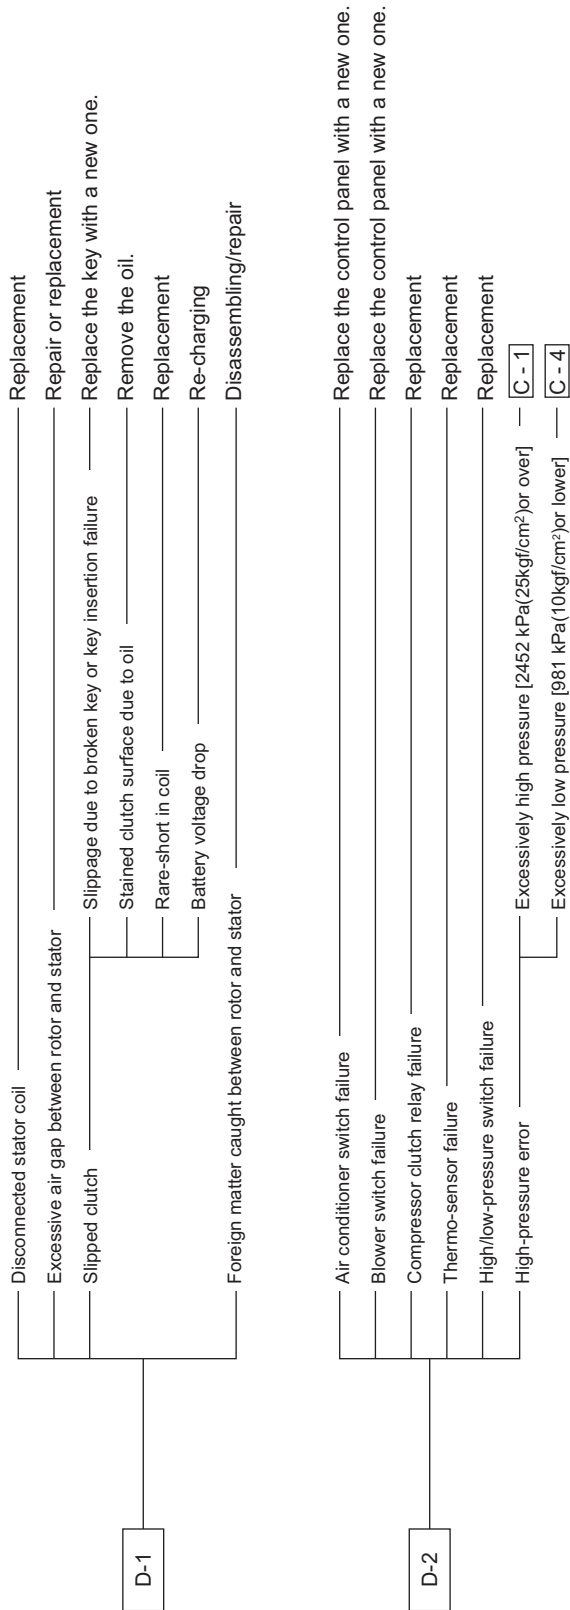 D-1
Disconnected stator coil
Replacement
Excessive air gap between rotor and stator
Repair or replacement
Slipped clutch
Slippage due to broken key or key insertion failure
Replace the key with a new one.
Stained clutch surface due to oil
Remove the oil.
Rare-short in coil
Replacement
Battery voltage drop
Re-charging
Foreign matter caught between rotor and stator
Disassembling/repair
D-2
Air conditioner switch failure
Replace the control panel with a new one.
Blower switch failure
Replace the control panel with a new one.
Compressor clutch relay failure
Replacement
Thermo-sensor failure
Replacement
High/low-pressure switch failure
Replacement
High-pressure error
Excessively high pressure [2452 kPa(25kgf/cm²)or over]
C - 1
Excessively low pressure [981 kPa(10kgf/cm²)or lower]
C - 4